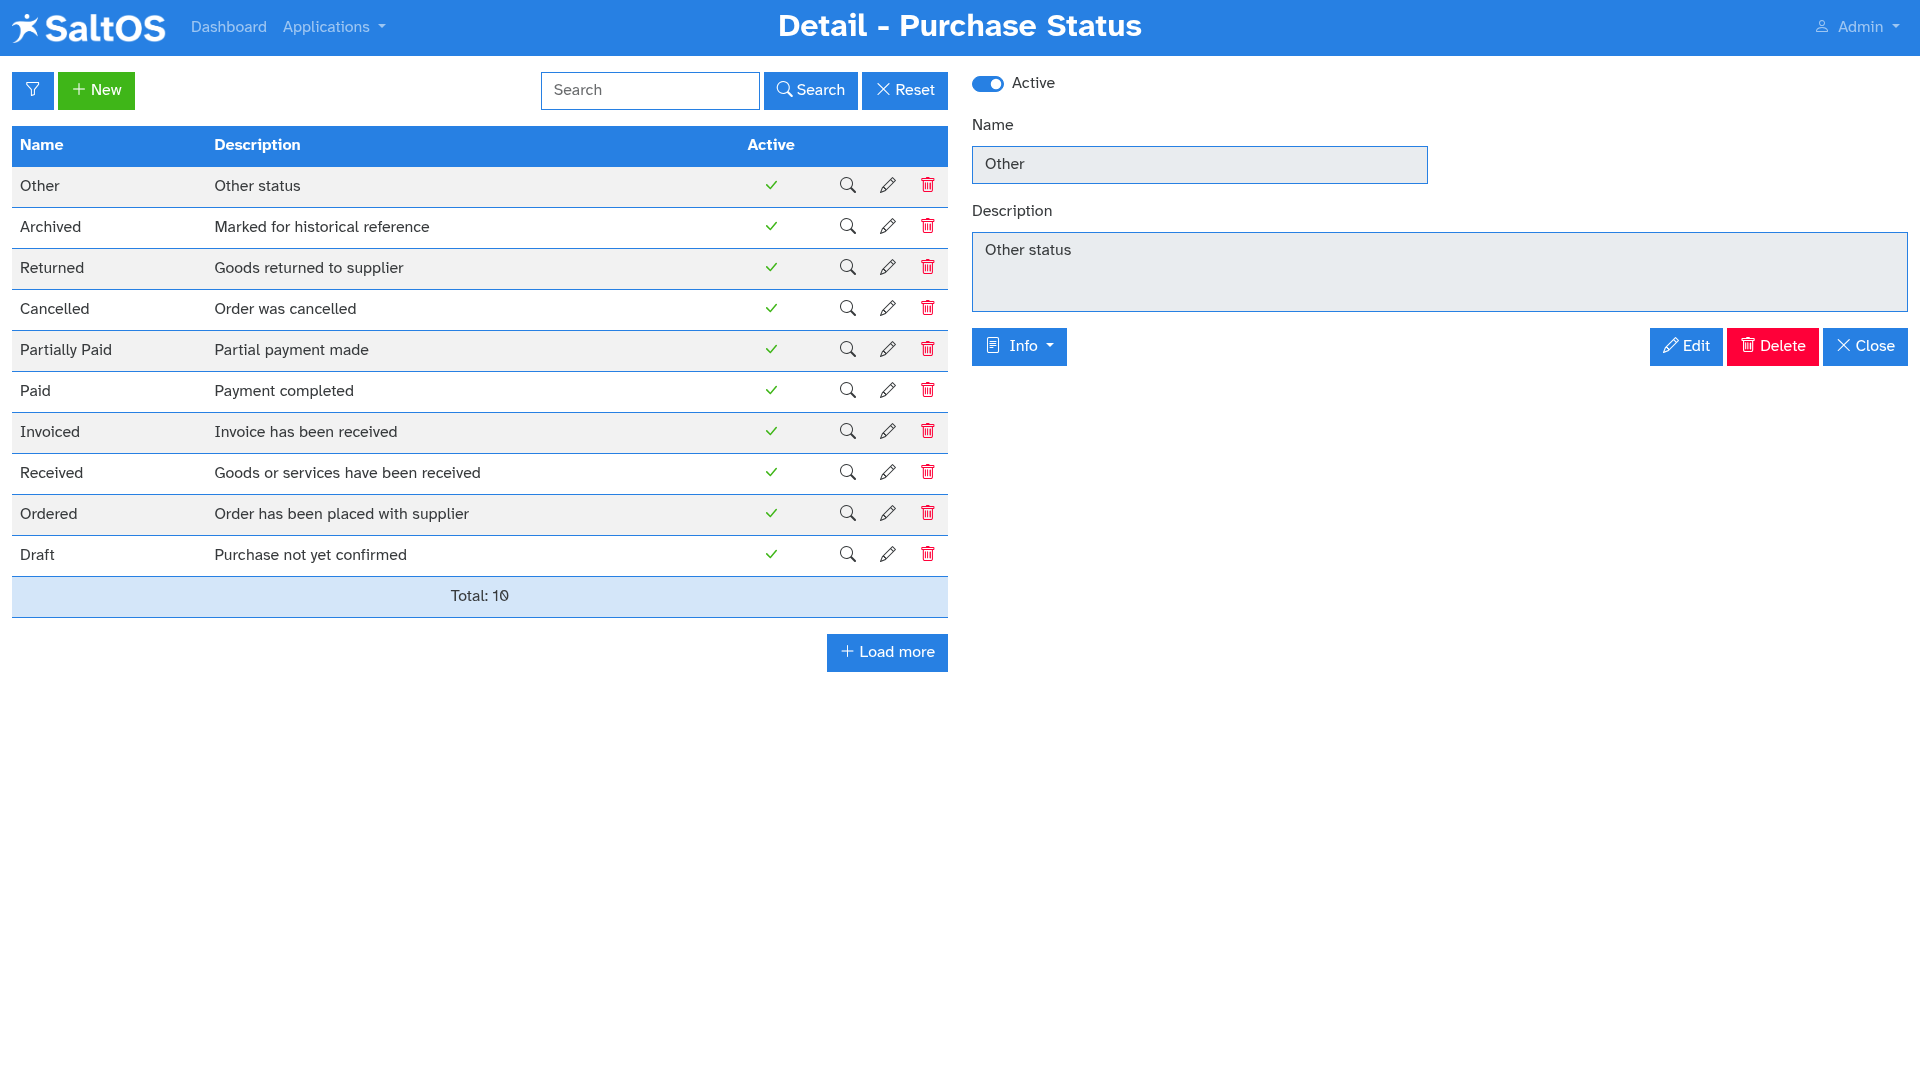 SaltOS Dashboard Applications Detail - Purchase Status Admin
New Search Search Reset
Name Description Active
Other Other status
Archived Marked for historical reference
Returned Goods returned to supplier
Cancelled Order was cancelled
Partially Paid Partial payment made
Paid Payment completed
Invoiced Invoice has been received
Received Goods or services have been received
Ordered Order has been placed with supplier
Draft Purchase not yet confirmed
Total: 10
Load more
Active
Name
Other
Description
Other status
Info Edit Delete Close